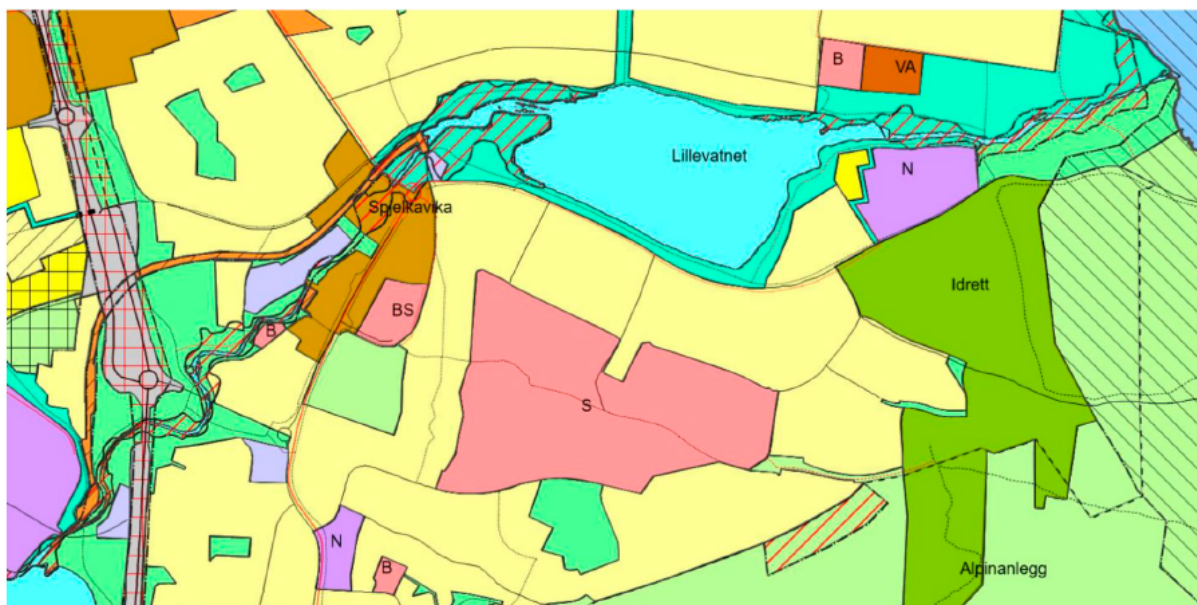 B
VA
Lillevatnet
N
Spjelkavika
Idrett
BS
B
S
N
B
Alpinanlegg